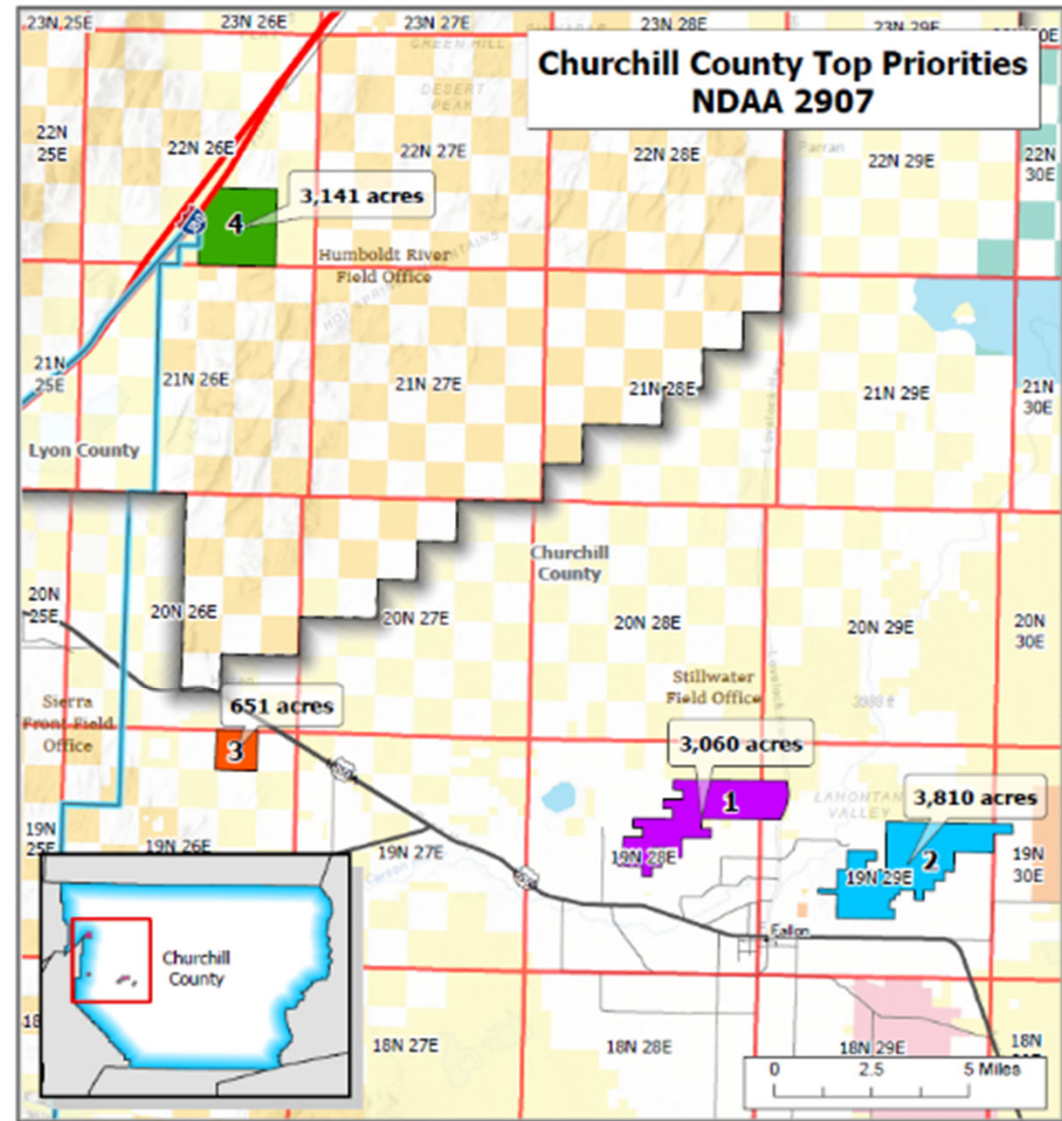 23N 25E
23N 26E
23N 27E
23N 28E
23N 29E
Churchill County Top Priorities
NDAA 2907
GREEN HILL
DESERT
PEAK
22N
25E
22N 26E
22N 27E
22N 28E
Parran
22N 29E
22N
30E
3,141 acres
4
Humboldt River
Field Office
HOT SPRINGS MOUNTAINS
21N
25E
21N 26E
21N 27E
21N 28E
21N 29E
21N
30E
Lyon County
Churchill
County
20N
25E
20N 26E
20N 27E
20N 28E
20N 29E
20N
30E
Sierra
Front Field
Office
Stillwater
Field Office
3988 ft
651 acres
3
3,060 acres
1
LAHONTAN
VALLEY
3,810 acres
2
19N
25E
19N 26E
19N 27E
19N 28E
19N 29E
19N
30E
Carson
Fallon
Churchill
County
18N 27E
18N 28E
18N 29E
18N
0 2.5 5 Miles